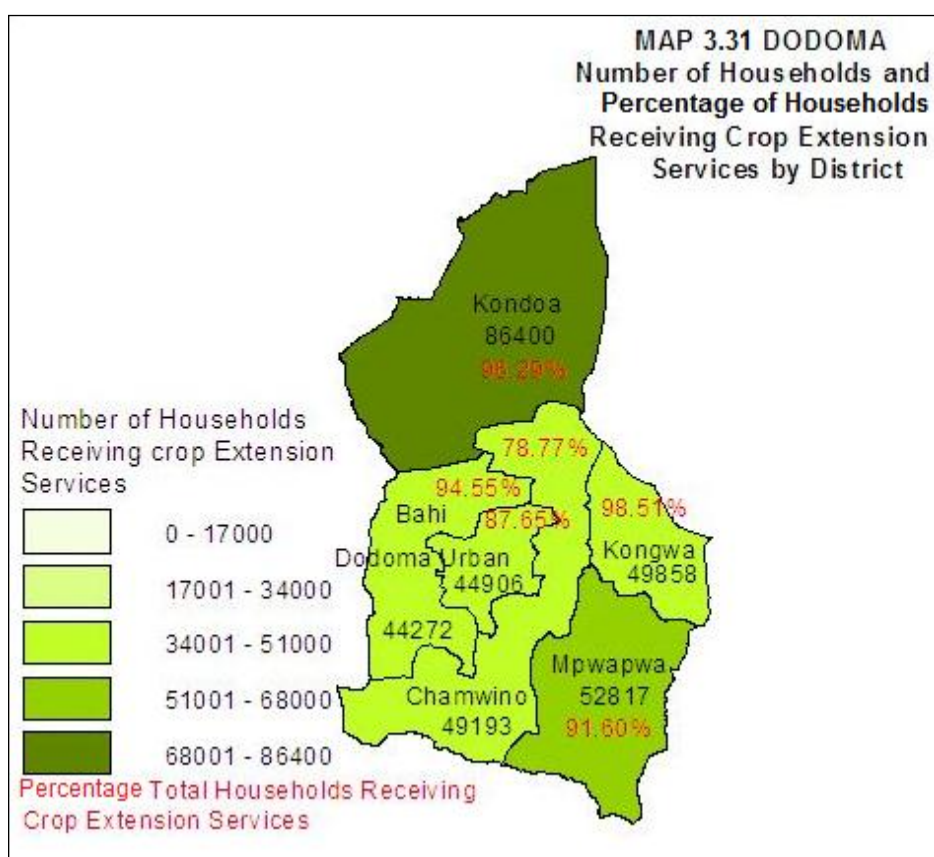 MAP 3.31 DODOMA
Number of Households and
Percentage of Households
Receiving Crop Extension
Services by District
Kondoa
86400
98.29%
78.77%
94.55%
Bahi
87.65%
98.51%
Kongwa
49858
Dodoma Urban
44906
44272
Mpwapwa
52817
91.60%
Chamwino
49193
Number of Households
Receiving crop Extension
Services
0 - 17000
17001 - 34000
34001 - 51000
51001 - 68000
68001 - 86400
Percentage Total Households Receiving
Crop Extension Services